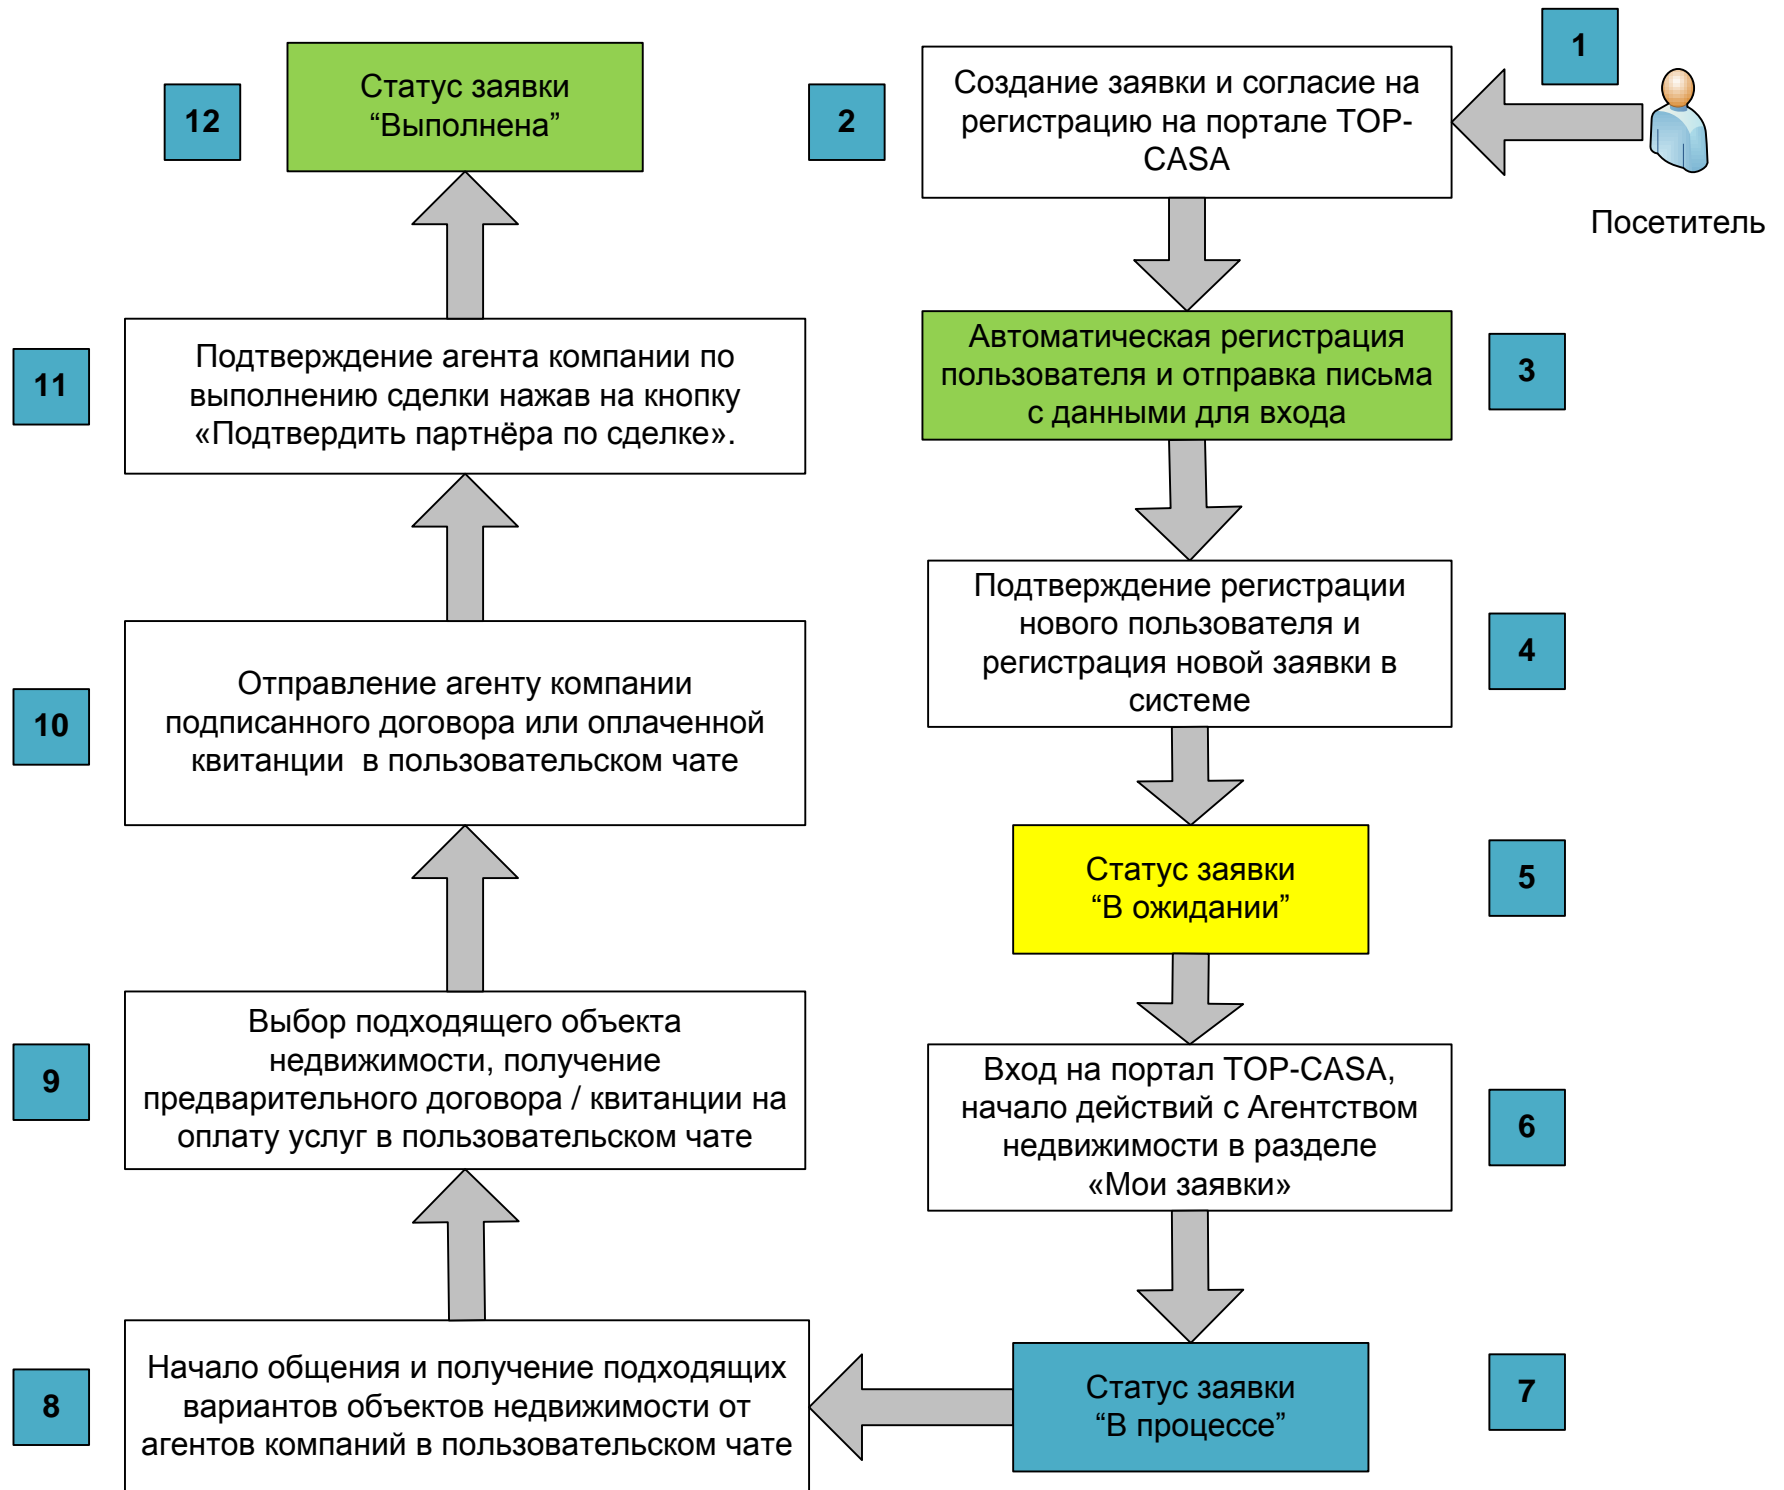 1
Посетитель
2
Создание заявки и согласие на
регистрацию на портале TOP-
CASA
3
Автоматическая регистрация
пользователя и отправка письма
с данными для входа
4
Подтверждение регистрации
нового пользователя и
регистрация новой заявки в
системе
5
Статус заявки
“В ожидании”
6
Вход на портал TOP-CASA,
начало действий с Агентством
недвижимости в разделе
«Мои заявки»
7
Статус заявки
“В процессе”
8
Начало общения и получение подходящих
вариантов объектов недвижимости от
агентов компаний в пользовательском чате
9
Выбор подходящего объекта
недвижимости, получение
предварительного договора / квитанции на
оплату услуг в пользовательском чате
10
Отправление агенту компании
подписанного договора или оплаченной
квитанции в пользовательском чате
11
Подтверждение агента компании по
выполнению сделки нажав на кнопку
«Подтвердить партнёра по сделке».
12
Статус заявки
“Выполнена”